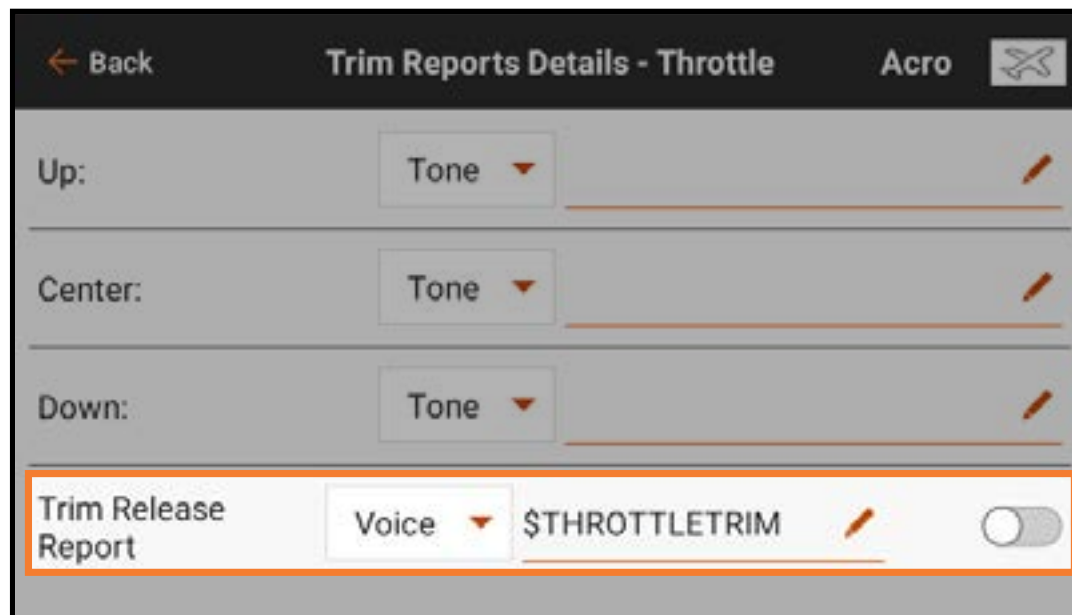 Back Trim Reports Details - Throttle Acro
Up: Tone
Center: Tone
Down: Tone
Trim Release
Report Voice $THROTTLETRIM